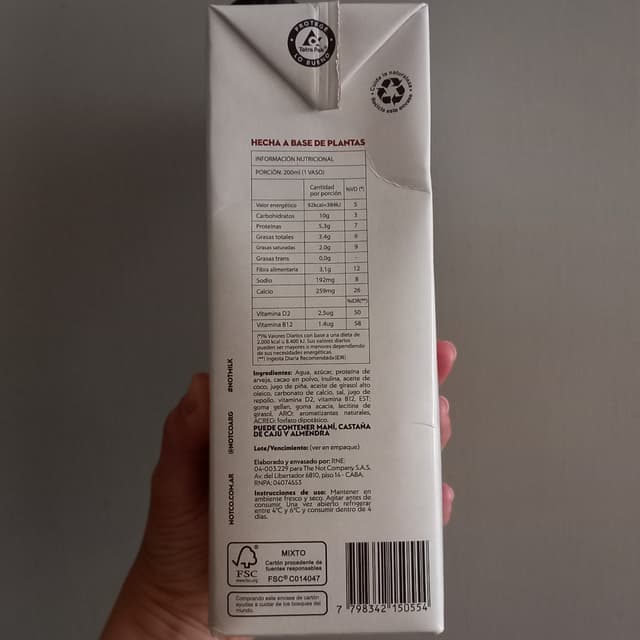 PROTEGE
Tetra Pak®
LO BUENO
Cuida la naturaleza
Recicla este envase
HECHA A BASE DE PLANTAS
INFORMACIÓN NUTRICIONAL
PORCIÓN: 200ml (1 VASO)
Cantidad por porción %VD (*)
Valor energético 92kcal=384kJ 5
Carbohidratos 10g 3
Proteínas 5.3g 7
Grasas totales 3.4g 6
Grasas saturadas 2.0g 9
Grasas trans 0.0g -
Fibra alimentaria 3,1g 12
Sodio 192mg 8
Calcio 259mg 26
%IDR(**)
Vitamina D2 2.5ug 50
Vitamina B12 1.4ug 58
(*)% Valores Diarios con base a una dieta de
2.000 kcal u 8.400 kJ. Sus valores diarios
pueden ser mayores o menores dependiendo
de sus necesidades energéticas.
(**) Ingesta Diaria Recomendada (IDR)
Ingredientes: Agua, azúcar, proteína de
arveja, cacao en polvo, inulina, aceite de
coco, jugo de piña, aceite de girasol alto
oleico, carbonato de calcio, sal, jugo de
repollo, vitamina D2, vitamina B12, EST:
goma gellan, goma acacia, lecitina de
girasol, ARO: aromatizantes naturales,
ACREG: fosfato dipotásico.
PUEDE CONTENER MANÍ, CASTAÑA
DE CAJÚ Y ALMENDRA
Lote/Vencimiento: (ver en empaque)
Elaborado y envasado por: RNE:
04-003.229 para The Not Company S.A.S.
Av. del Libertador 6810, piso 14 - CABA.
RNPA: 04074553
Instrucciones de uso: Mantener en
ambiente fresco y seco. Agitar antes de
consumir. Una vez abierto refrigerar
entre 4°C y 6°C y consumir dentro de 4
días.
#NOTMILK
@NOTCOARG
NOTCO.COM.AR
FSC
www.fsc.org
MIXTO
Cartón procedente de
fuentes responsables
FSC® C014047
Comprando este envase de cartón
ayudás a cuidar de los bosques del
mundo.
7 798342 150554